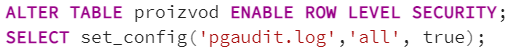 ALTER TABLE proizvod ENABLE ROW LEVEL SECURITY;
SELECT set_config('pgaudit.log','all', true);